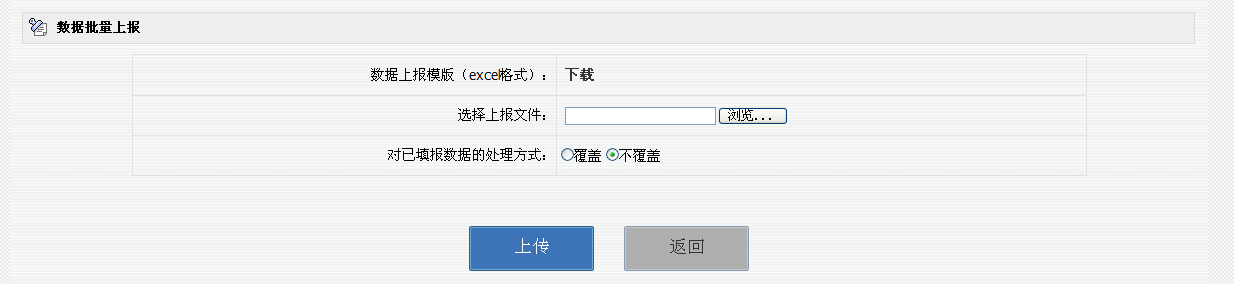 数据批量上报
数据上报模版（excel格式）： 下载
选择上报文件： 浏览...
对已填报数据的处理方式： 覆盖 不覆盖
上传 返回